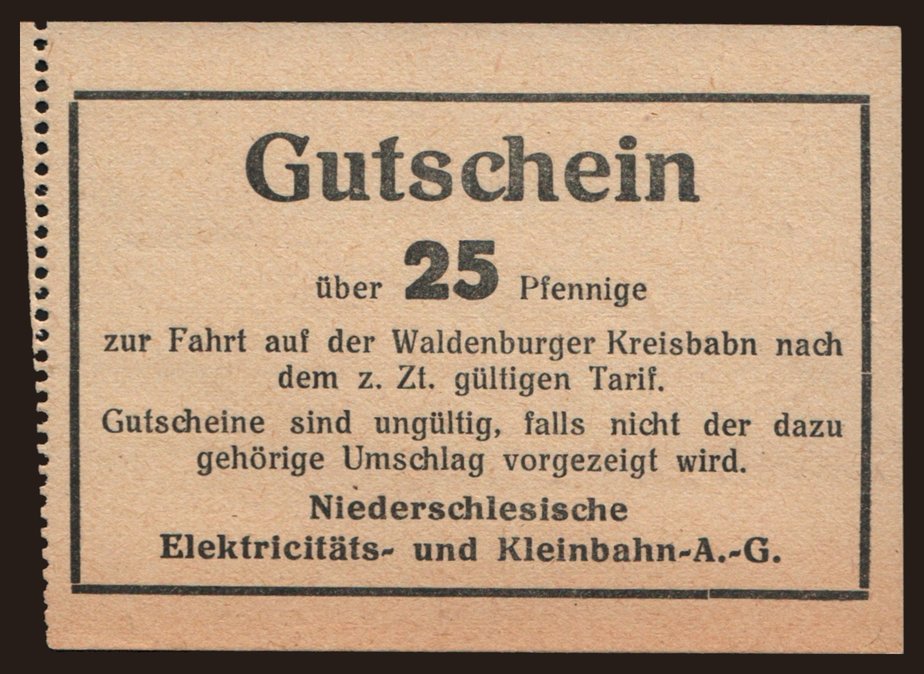 Gutschein
über 25 Pfennige
zur Fahrt auf der Waldenburger Kreisbabn nach
dem z. Zt. gültigen Tarif.
Gutscheine sind ungültig, falls nicht der dazu
gehörige Umschlag vorgezeigt wird.
Niederschlesische
Elektricitäts- und Kleinbahn-A.-G.